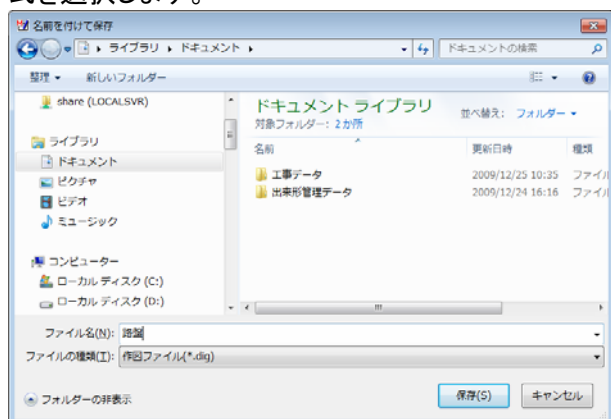 式を選択します。
名前を付けて保存
ライブラリ ▸ ドキュメント ▸
ドキュメントの検索
整理 ▼ 新しいフォルダー
share (LOCALSVR)
ライブラリ
ドキュメント
ピクチャ
ビデオ
ミュージック
コンピューター
ローカル ディスク (C:)
ローカル ディスク (D:)
ドキュメント ライブラリ
対象フォルダー: 2 か所
並べ替え: フォルダー ▼
名前 更新日時 種類
工事データ 2009/12/25 10:35 ファイル
出来形管理データ 2009/12/24 16:16 ファイル
ファイル名(N): 路盤
ファイルの種類(T): 作図ファイル(*.dig)
フォルダーの非表示
保存(S) キャンセル